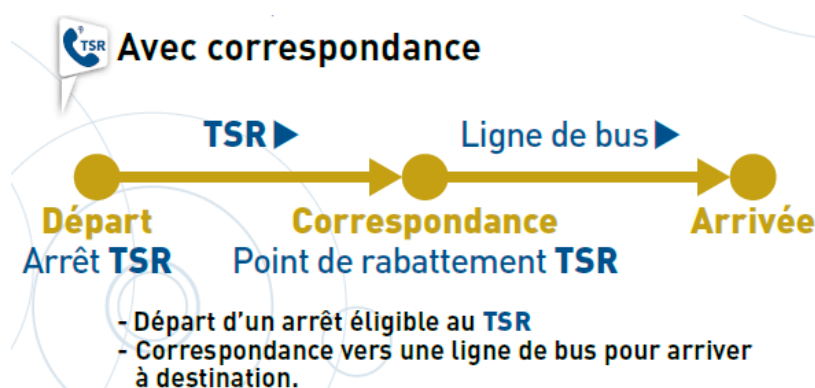 TSR
Avec correspondance
TSR▶ Ligne de bus▶
Départ Correspondance Arrivée
Arrêt TSR Point de rabattement TSR
- Départ d'un arrêt éligible au TSR
- Correspondance vers une ligne de bus pour arriver
à destination.